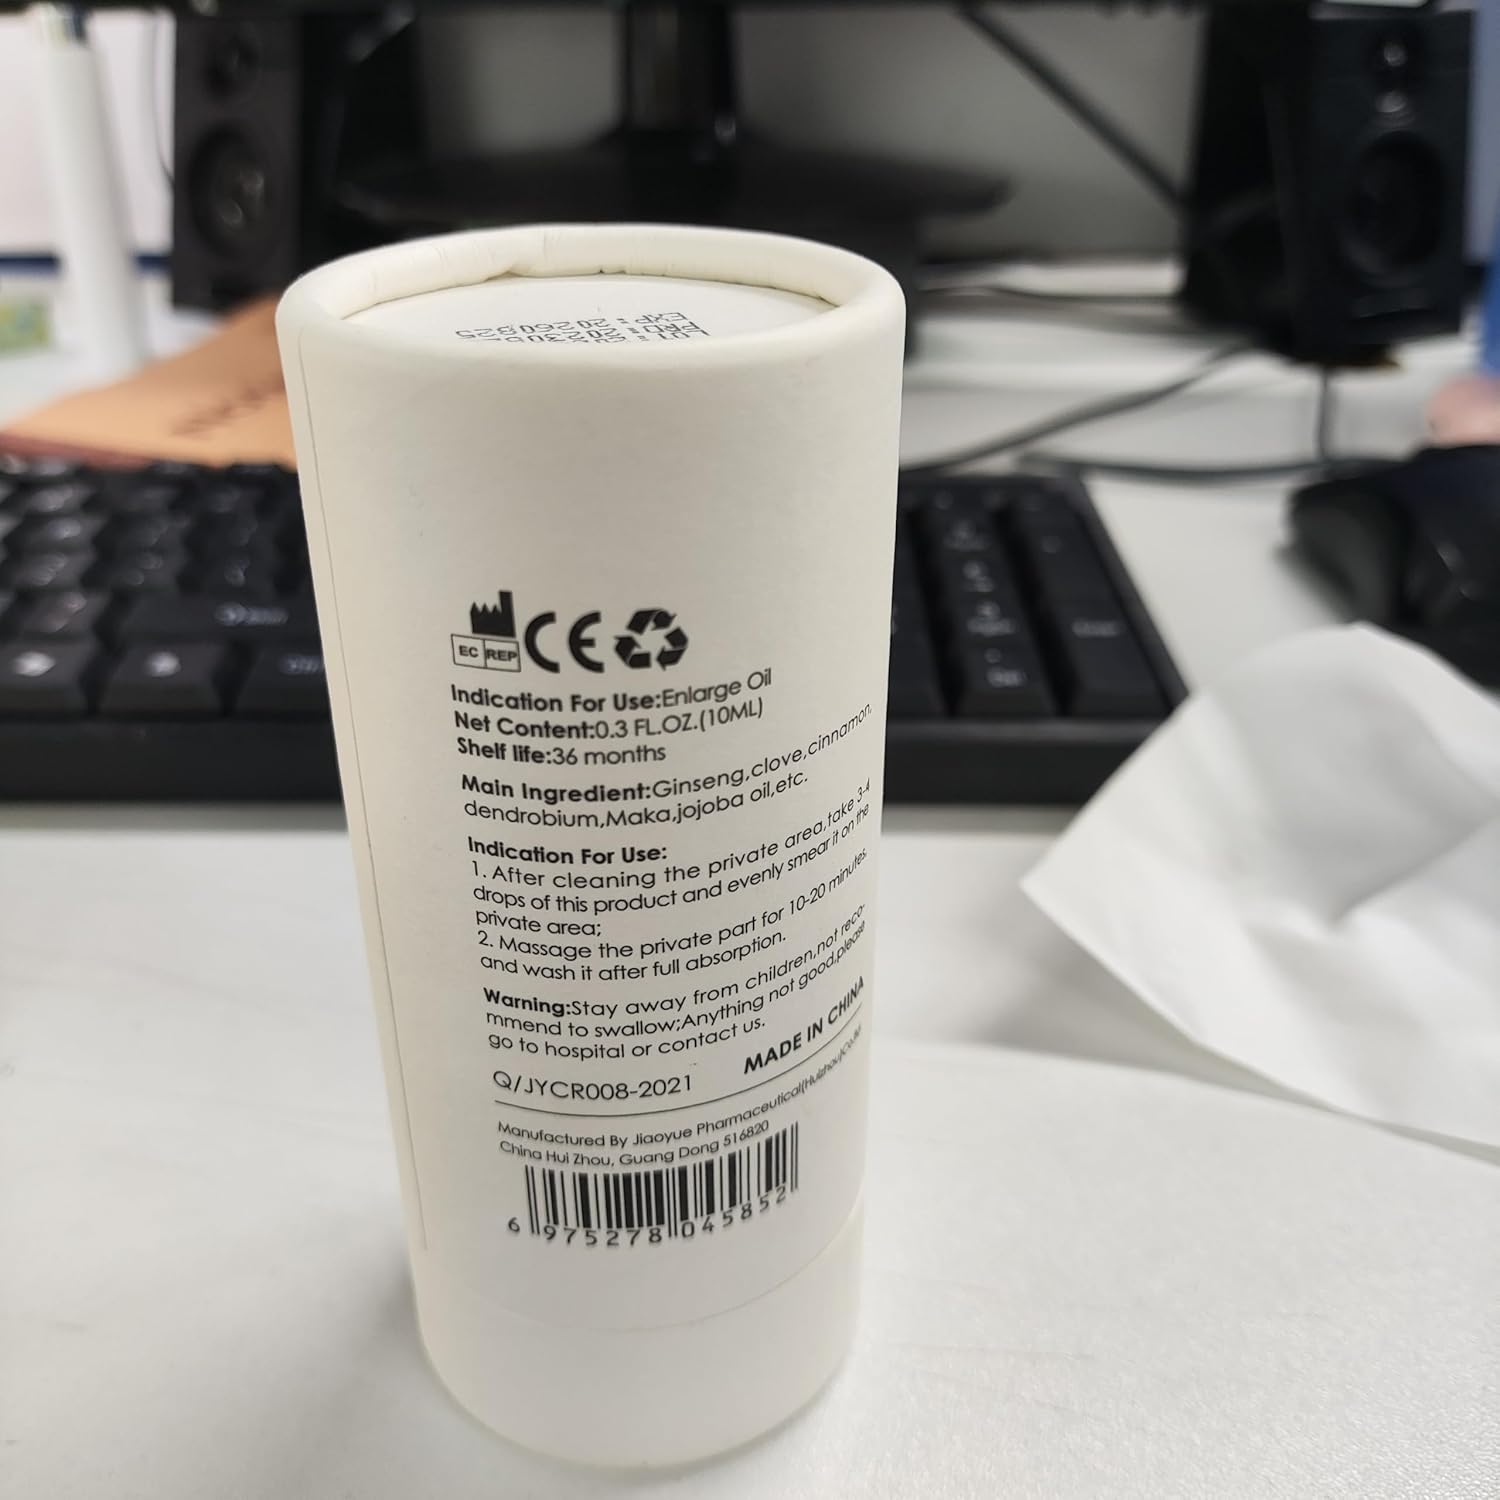 EXP: 20260825
EC REP CE
Indication For Use:Enlarge Oil
Net Content:0.3 FL.OZ.(10ML)
Shelf life:36 months
Main Ingredient:Ginseng,clove,cinnamon,
dendrobium,Maka,jojoba oil,etc.
Indication For Use:
1. After cleaning the private area,take 3-4
drops of this product and evenly smear it on the
private area;
2. Massage the private part for 10-20 minutes,
and wash it after full absorption.
Warning:Stay away from children,not reco-
mmend to swallow;Anything not good,please
go to hospital or contact us.
MADE IN CHINA
Q/JYCR008-2021
Manufactured By Jiaoyue Pharmaceutical(Huizhou)Co.,ltd
China Hui Zhou, Guang Dong 516820
6 975278 045852